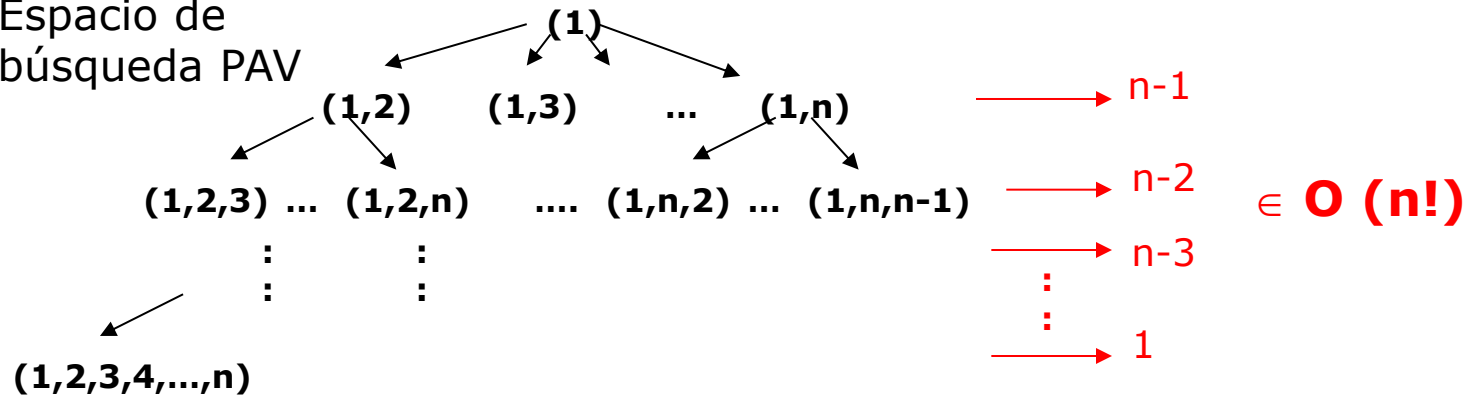 Espacio de
búsqueda PAV
(1)
(1,2) (1,3) ... (1,n) n-1
(1,2,3) ... (1,2,n) .... (1,n,2) ... (1,n,n-1) n-2
∈ O (n!)
: : n-3
: : :
: 
(1,2,3,4,...,n) 1